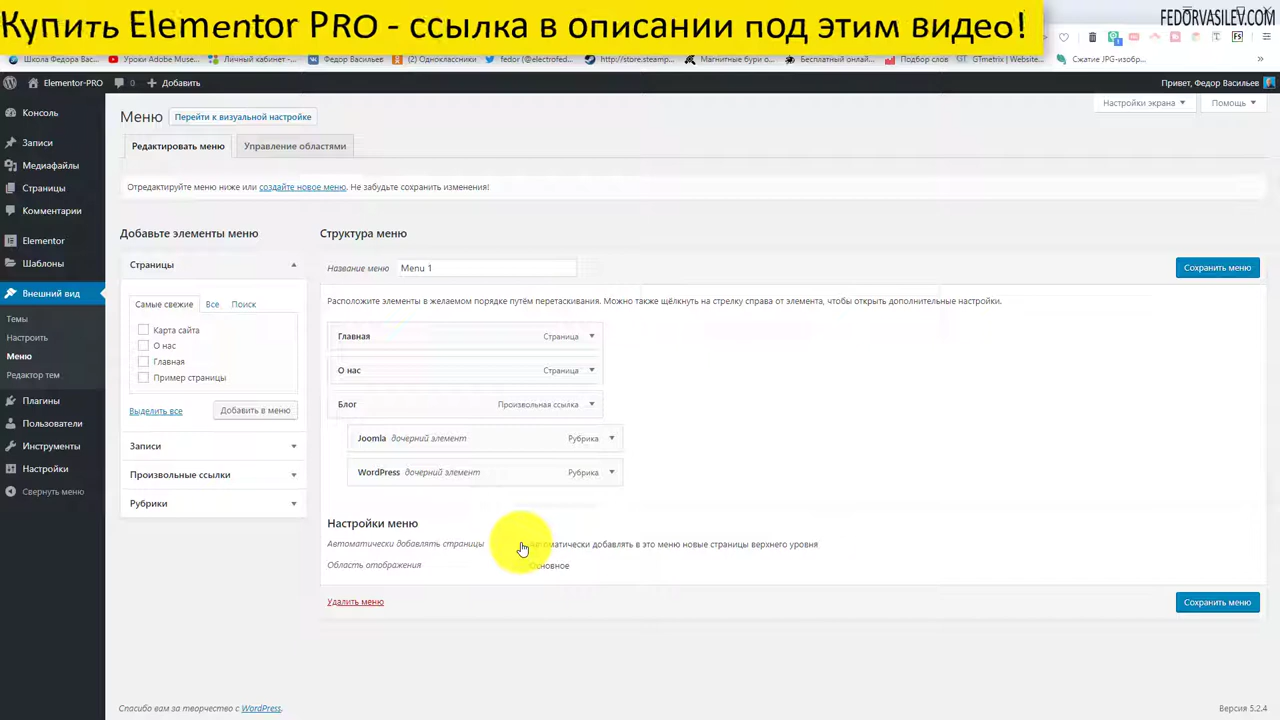 Купить Elementor PRO - ссылка в описании под этим видео!
FEDORVASILEV.COM
Школа Федора Вас...
Уроки Adobe Muse...
Личный кабинет -...
Федор Васильев
(2) Одноклассники
fedor (@electrofed...
http://store.steamp...
Магнитные бури о...
Бесплатный онлай...
Подбор слов
GTmetrix | Website...
Сжатие JPG-изобр...
Elementor-PRO
0
Добавить
Привет, Федор Васильев
Консоль
Записи
Медиафайлы
Страницы
Комментарии
Elementor
Шаблоны
Внешний вид
Темы
Настроить
Меню
Редактор тем
Плагины
Пользователи
Инструменты
Настройки
Свернуть меню
Настройки экрана
Помощь
Меню
Перейти к визуальной настройке
Редактировать меню
Управление областями
Отредактируйте меню ниже или создайте новое меню. Не забудьте сохранить изменения!
Добавьте элементы меню
Страницы
Самые свежие
Все
Поиск
Карта сайта
О нас
Главная
Пример страницы
Выделить все
Добавить в меню
Записи
Произвольные ссылки
Рубрики
Структура меню
Название меню
Menu 1
Сохранить меню
Расположите элементы в желаемом порядке путём перетаскивания. Можно также щёлкнуть на стрелку справа от элемента, чтобы открыть дополнительные настройки.
Главная Страница
О нас Страница
Блог Произвольная ссылка
Joomla дочерний элемент Рубрика
WordPress дочерний элемент Рубрика
Настройки меню
Автоматически добавлять страницы
Автоматически добавлять в это меню новые страницы верхнего уровня
Область отображения
Основное
Удалить меню
Сохранить меню
Спасибо вам за творчество с WordPress.
Версия 5.2.4